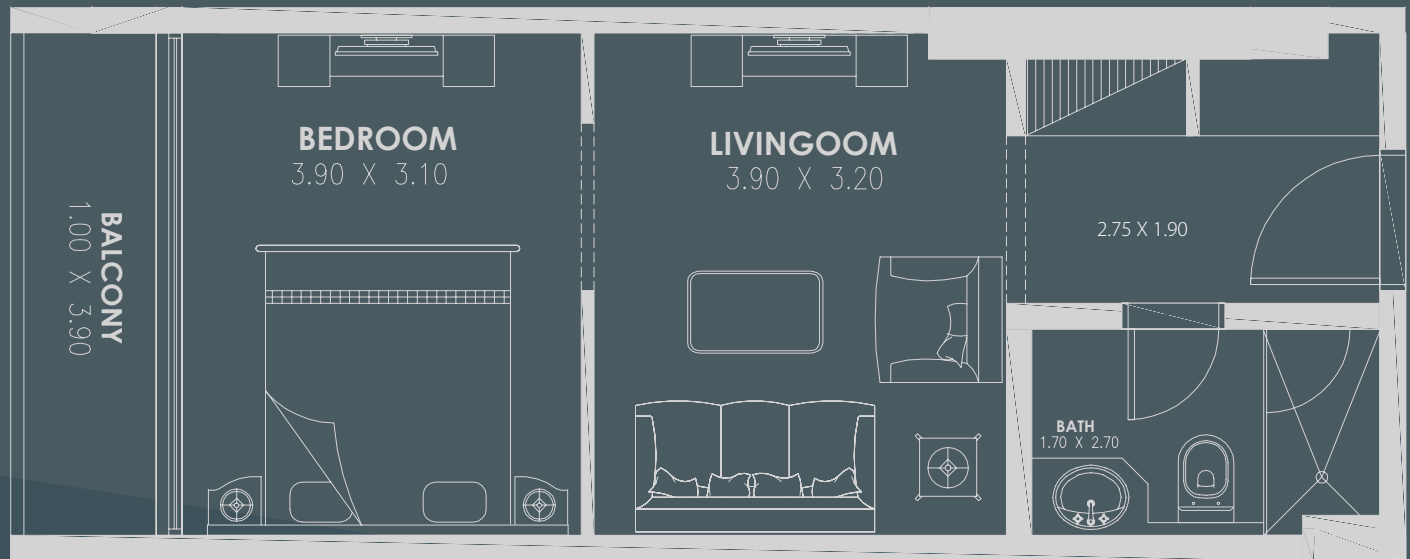 BEDROOM
3.90 X 3.10
LIVINGOOM
3.90 X 3.20
2.75 X 1.90
BALCONY
1.00 X 3.90
BATH
1.70 X 2.70